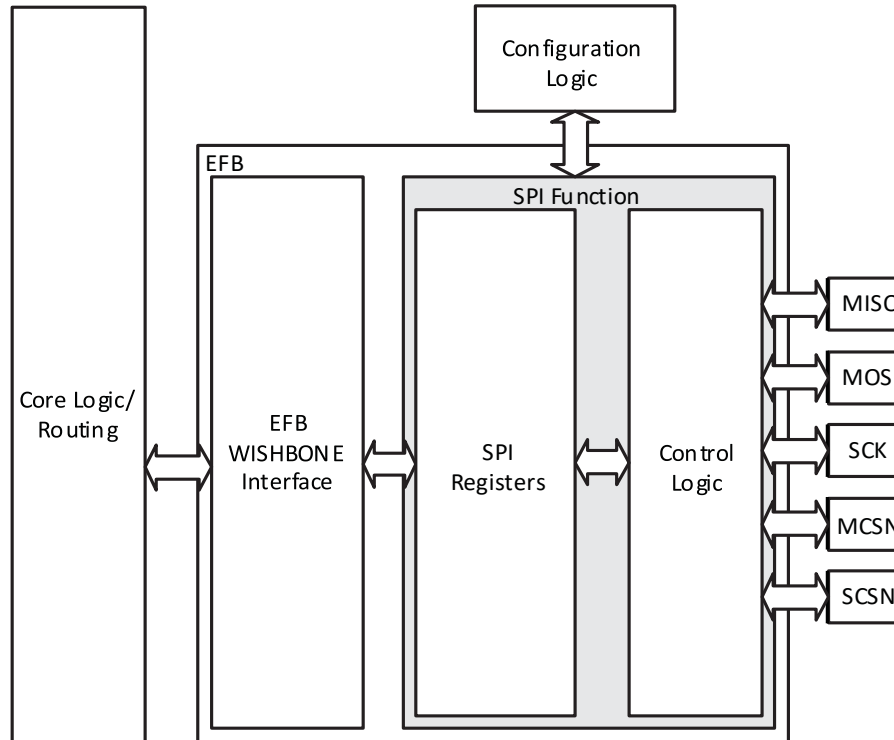 Configuration
Logic
EFB
SPI Function
Core Logic/
Routing
EFB
WISHBONE
Interface
SPI
Registers
Control
Logic
MISO
MOS
SCK
MCSN
SCSN